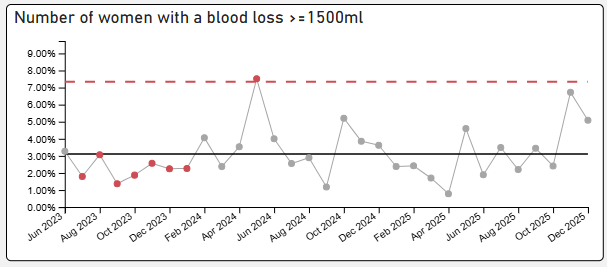 Number of women with a blood loss >=1500ml
9.00%
8.00%
7.00%
6.00%
5.00%
4.00%
3.00%
2.00%
1.00%
0.00%
Jun 2023
Aug 2023
Oct 2023
Dec 2023
Feb 2024
Apr 2024
Jun 2024
Aug 2024
Oct 2024
Dec 2024
Feb 2025
Apr 2025
Jun 2025
Aug 2025
Oct 2025
Dec 2025